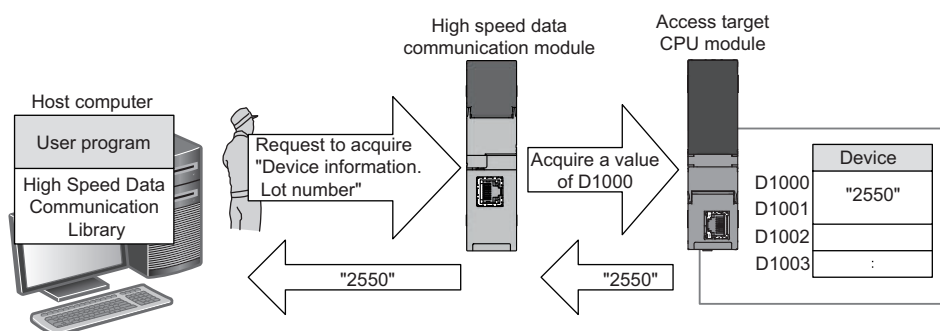 High speed data
communication module
Access target
CPU module
Host computer
User program
High Speed Data
Communication
Library
Request to acquire
"Device information.
Lot number"
Acquire a value
of D1000
Device
D1000
"2550"
D1001
D1002
D1003
:
"2550"
"2550"